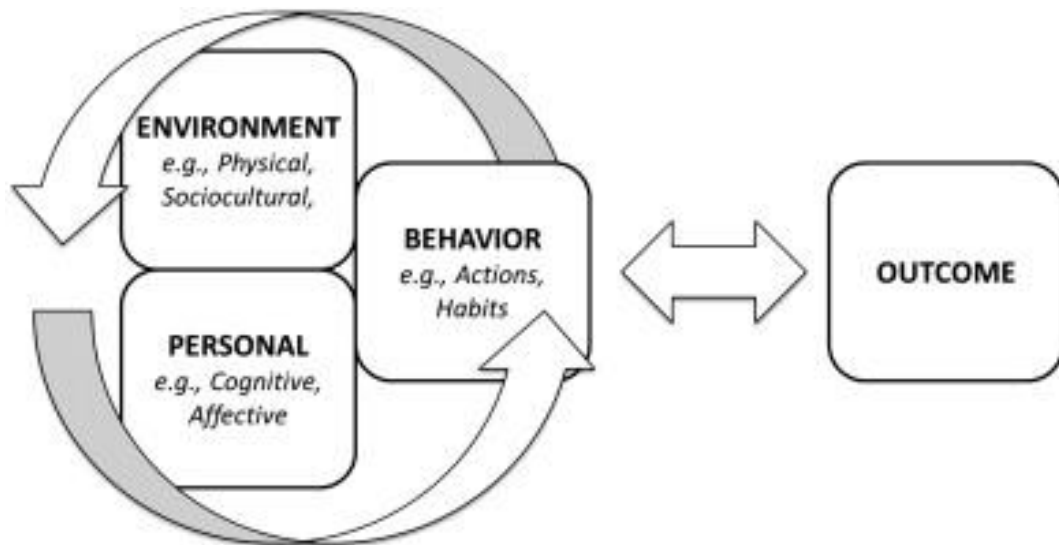 ENVIRONMENT
e.g., Physical,
Sociocultural,
BEHAVIOR
e.g., Actions,
Habits
OUTCOME
PERSONAL
e.g., Cognitive,
Affective